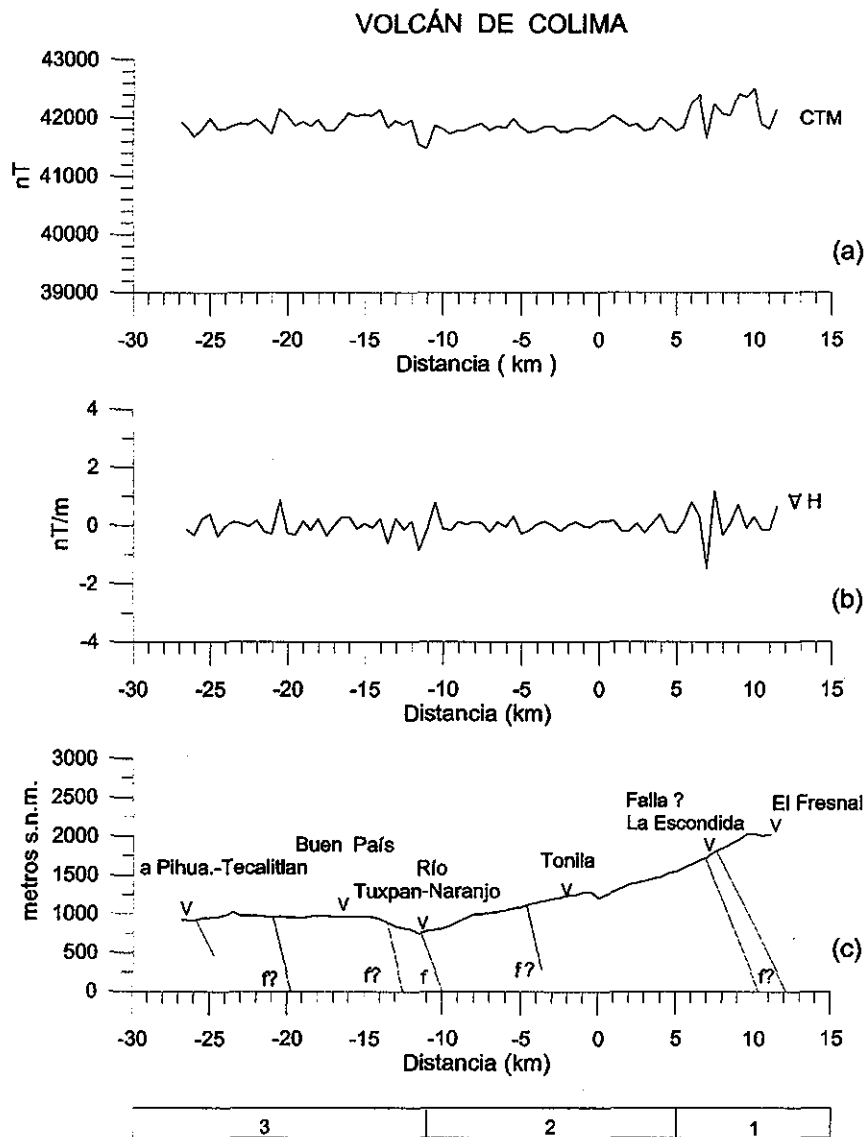 VOLCÁN DE COLIMA
43000
42000
41000
40000
39000
nT
CTM
(a)
-30 -25 -20 -15 -10 -5 0 5 10 15
Distancia ( km )
4
2
0
-2
-4
nT/m
∀ H
(b)
-30 -25 -20 -15 -10 -5 0 5 10 15
Distancia (km)
3000
2500
2000
1500
1000
500
0
metros s.n.m.
a Pihua.-Tecalitlan
V
Buen País
V
Río
Tuxpan-Naranjo
V
Tonila
V
Falla ?
La Escondida
V
El Fresnal
V
f? f? f f? f?
(c)
-30 -25 -20 -15 -10 -5 0 5 10 15
Distancia (km)
3 2 1